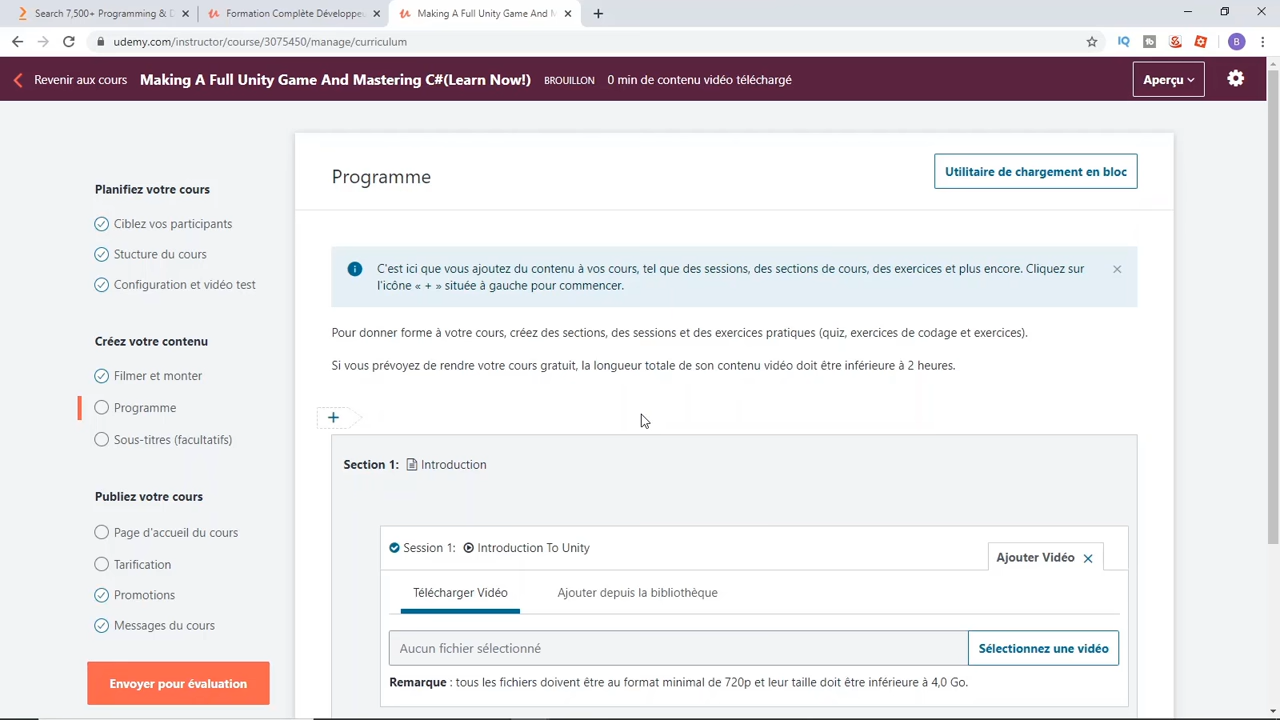 Search 7,500+ Programming & D
Formation Complète Développeu
Making A Full Unity Game And M
udemy.com/instructor/course/3075450/manage/curriculum
IQ
B
Revenir aux cours
Making A Full Unity Game And Mastering C#(Learn Now!)
BROUILLON
0 min de contenu vidéo téléchargé
Aperçu
Planifiez votre cours
Ciblez vos participants
Stucture du cours
Configuration et vidéo test
Créez votre contenu
Filmer et monter
Programme
Sous-titres (facultatifs)
Publiez votre cours
Page d'accueil du cours
Tarification
Promotions
Messages du cours
Envoyer pour évaluation
Programme
Utilitaire de chargement en bloc
C'est ici que vous ajoutez du contenu à vos cours, tel que des sessions, des sections de cours, des exercices et plus encore. Cliquez sur
l'icône « + » située à gauche pour commencer.
Pour donner forme à votre cours, créez des sections, des sessions et des exercices pratiques (quiz, exercices de codage et exercices).
Si vous prévoyez de rendre votre cours gratuit, la longueur totale de son contenu vidéo doit être inférieure à 2 heures.
+
Section 1: Introduction
Session 1: Introduction To Unity
Ajouter Vidéo
Télécharger Vidéo
Ajouter depuis la bibliothèque
Aucun fichier sélectionné
Sélectionnez une vidéo
Remarque : tous les fichiers doivent être au format minimal de 720p et leur taille doit être inférieure à 4,0 Go.